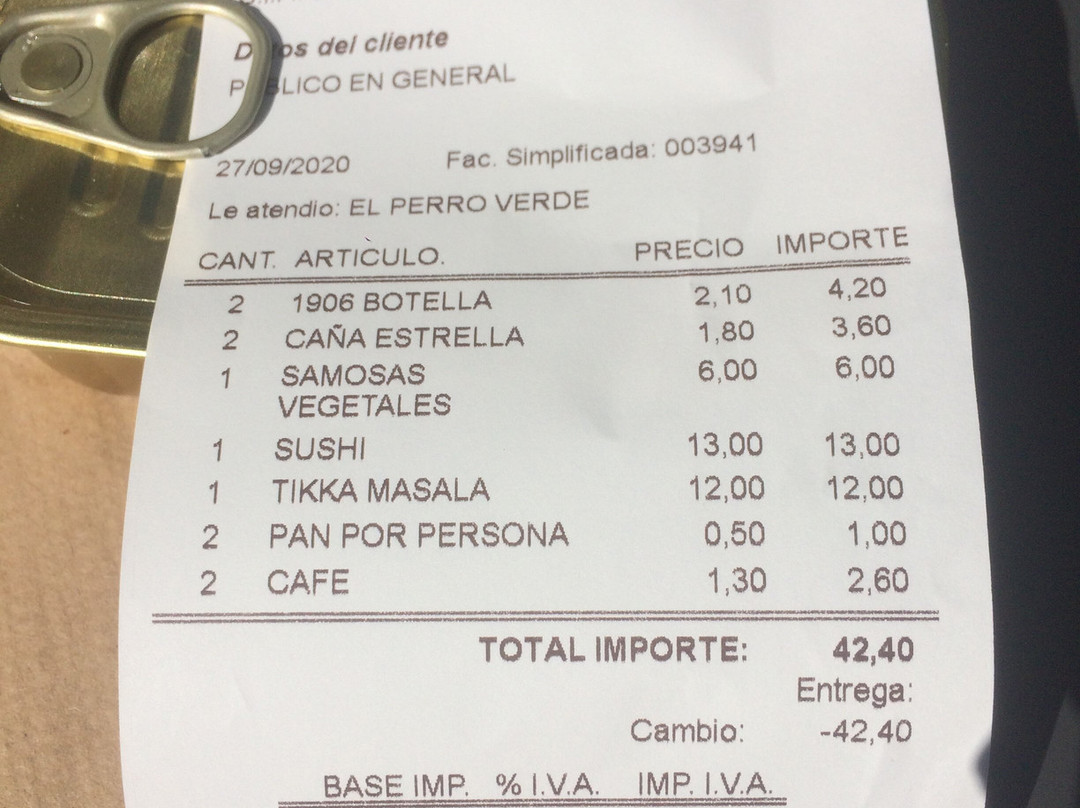 del cliente
EN GENERAL
27/09/2020 Fac. Simplificada: 003941
Le atendio: EL PERRO VERDE
CANT. ARTICULO. PRECIO IMPORTE
2 1906 BOTELLA 2,10 4,20
2 CAÑA ESTRELLA 1,80 3,60
1 SAMOSAS 6,00 6,00
VEGETALES
1 SUSHI 13,00 13,00
1 TIKKA MASALA 12,00 12,00
2 PAN POR PERSONA 0,50 1,00
2 CAFE 1,30 2,60
TOTAL IMPORTE: 42,40
Entrega:
Cambio: -42,40
BASE IMP. % I.V.A. IMP. I.V.A.